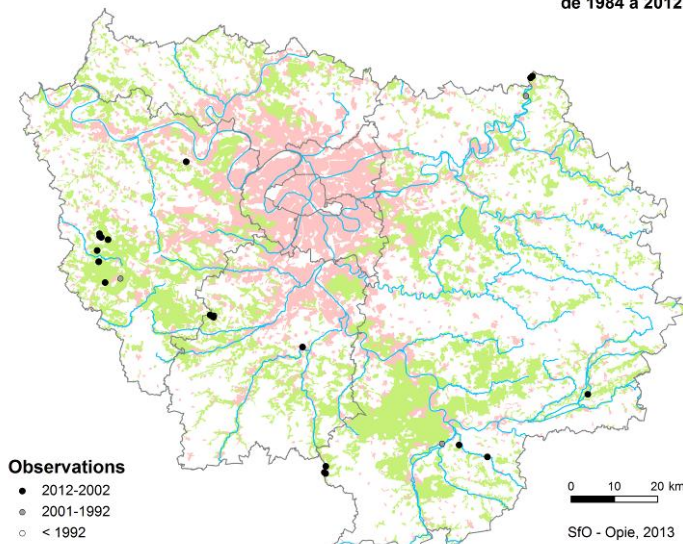 de 1984 à 2012
Observations
2012-2002
2001-1992
< 1992
0 10 20 km
SfO - Opie, 2013